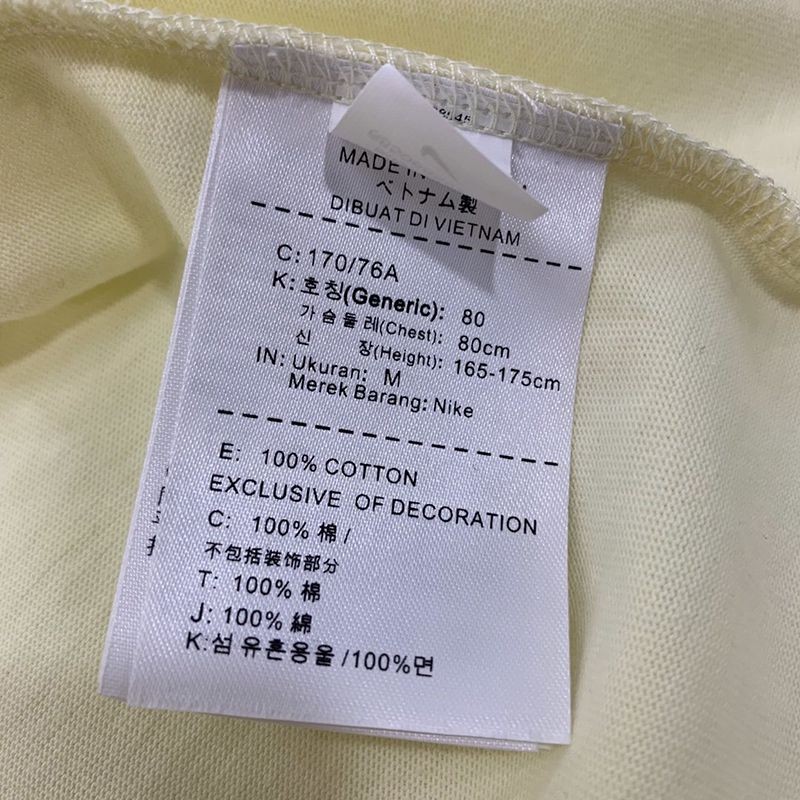 MADE IN
ベトナム製
DIBUAT DI VIETNAM
C: 170/76A
K: 호칭(Generic): 80
가슴둘레(Chest): 80cm
신 장(Height): 165-175cm
IN: Ukuran: M
Merek Barang: Nike
E: 100% COTTON
EXCLUSIVE OF DECORATION
C: 100% 棉 /
不包括装饰部分
T: 100% 棉
J: 100% 綿
K: 섬 유혼용울 /100%면